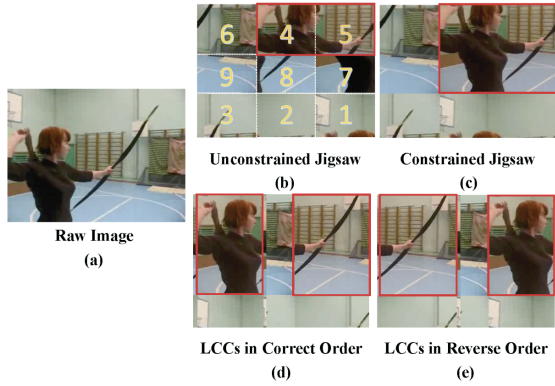 6 4 5
9 8 7
3 2 1
Unconstrained Jigsaw
(b)
Constrained Jigsaw
(c)
Raw Image
(a)
LCCs in Correct Order
(d)
LCCs in Reverse Order
(e)